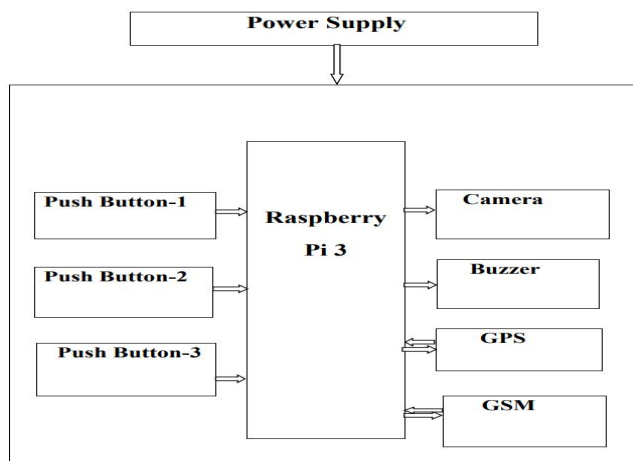 Power Supply
Push Button-1
Push Button-2
Push Button-3
Raspberry
Pi 3
Camera
Buzzer
GPS
GSM